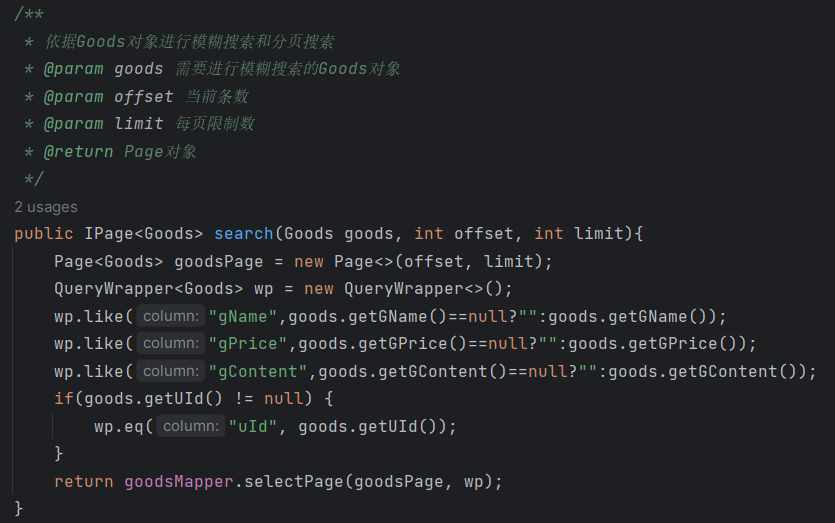 /**
 * 依据Goods对象进行模糊搜索和分页搜索
 * @param goods 需要进行模糊搜索的Goods对象
 * @param offset 当前条数
 * @param limit 每页限制数
 * @return Page对象
 */
2 usages
public IPage<Goods> search(Goods goods, int offset, int limit){
    Page<Goods> goodsPage = new Page<>(offset, limit);
    QueryWrapper<Goods> wp = new QueryWrapper<>();
    wp.like( column: "gName",goods.getGName()==null?"":goods.getGName());
    wp.like( column: "gPrice",goods.getGPrice()==null?"":goods.getGPrice());
    wp.like( column: "gContent",goods.getGContent()==null?"":goods.getGContent());
    if(goods.getUId() != null) {
        wp.eq( column: "uId", goods.getUId());
    }
    return goodsMapper.selectPage(goodsPage, wp);
}